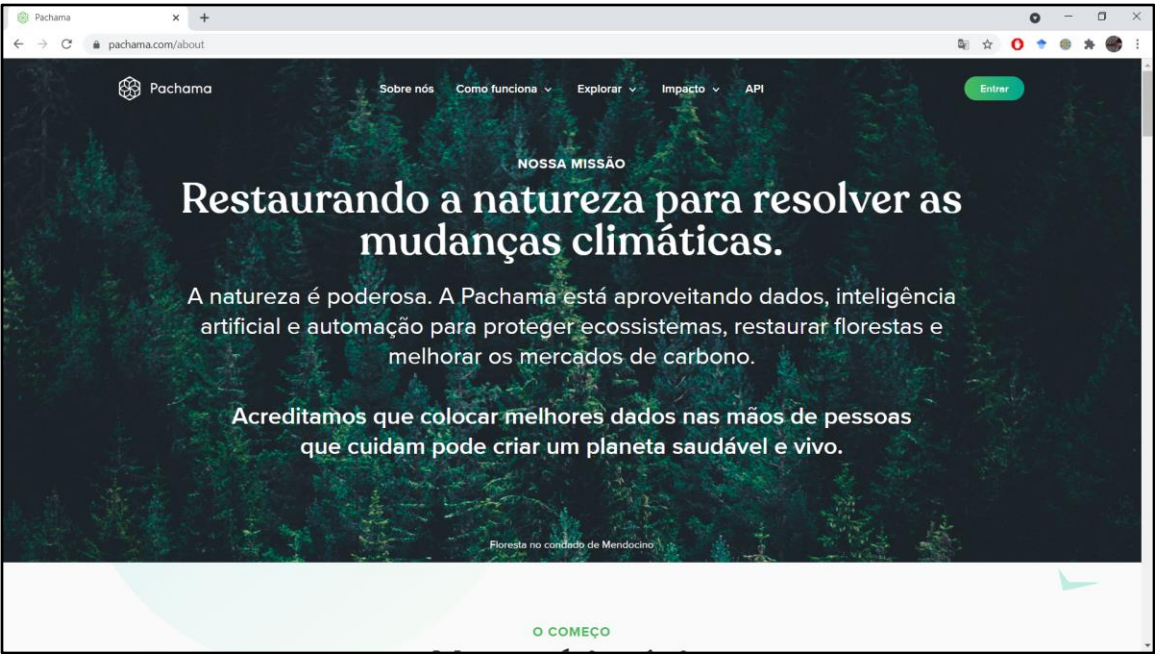 Pachama
pachama.com/about
Pachama
Sobre nós Como funciona Explorar Impacto API
Entrar
NOSSA MISSÃO
Restaurando a natureza para resolver as
mudanças climáticas.
A natureza é poderosa. A Pachama está aproveitando dados, inteligência
artificial e automação para proteger ecossistemas, restaurar florestas e
melhorar os mercados de carbono.
Acreditamos que colocar melhores dados nas mãos de pessoas
que cuidam pode criar um planeta saudável e vivo.
Floresta no condado de Mendocino
O COMEÇO